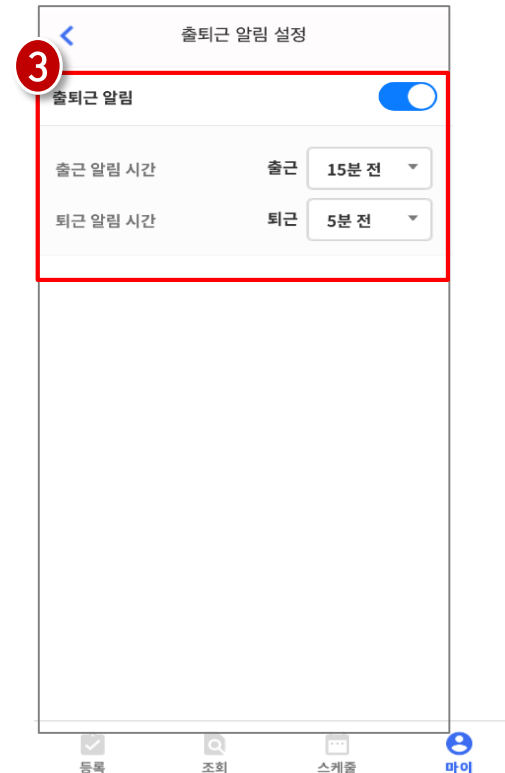 출퇴근 알림 설정
3
출퇴근 알림
출근 알림 시간 출근 15분 전
퇴근 알림 시간 퇴근 5분 전
등록 조회 스케줄 마이